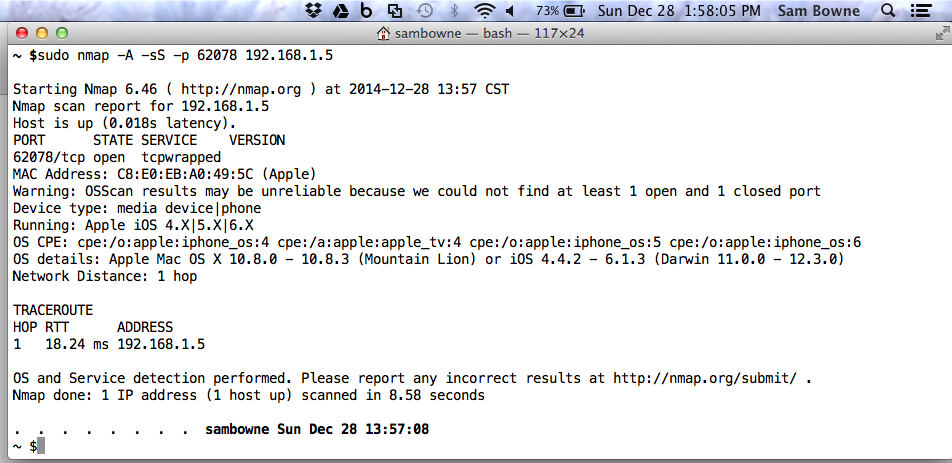 73% Sun Dec 28 1:58:05 PM Sam Bowne
sambowne — bash — 117×24
~ $sudo nmap -A -sS -p 62078 192.168.1.5
Starting Nmap 6.46 ( http://nmap.org ) at 2014-12-28 13:57 CST
Nmap scan report for 192.168.1.5
Host is up (0.018s latency).
PORT      STATE SERVICE    VERSION
62078/tcp open  tcpwrapped
MAC Address: C8:E0:EB:A0:49:5C (Apple)
Warning: OSScan results may be unreliable because we could not find at least 1 open and 1 closed port
Device type: media device|phone
Running: Apple iOS 4.X|5.X|6.X
OS CPE: cpe:/o:apple:iphone_os:4 cpe:/a:apple:apple_tv:4 cpe:/o:apple:iphone_os:5 cpe:/o:apple:iphone_os:6
OS details: Apple Mac OS X 10.8.0 - 10.8.3 (Mountain Lion) or iOS 4.4.2 - 6.1.3 (Darwin 11.0.0 - 12.3.0)
Network Distance: 1 hop
TRACEROUTE
HOP RTT      ADDRESS
1   18.24 ms 192.168.1.5
OS and Service detection performed. Please report any incorrect results at http://nmap.org/submit/ .
Nmap done: 1 IP address (1 host up) scanned in 8.58 seconds
. . . . . . . . sambowne Sun Dec 28 13:57:08
~ $